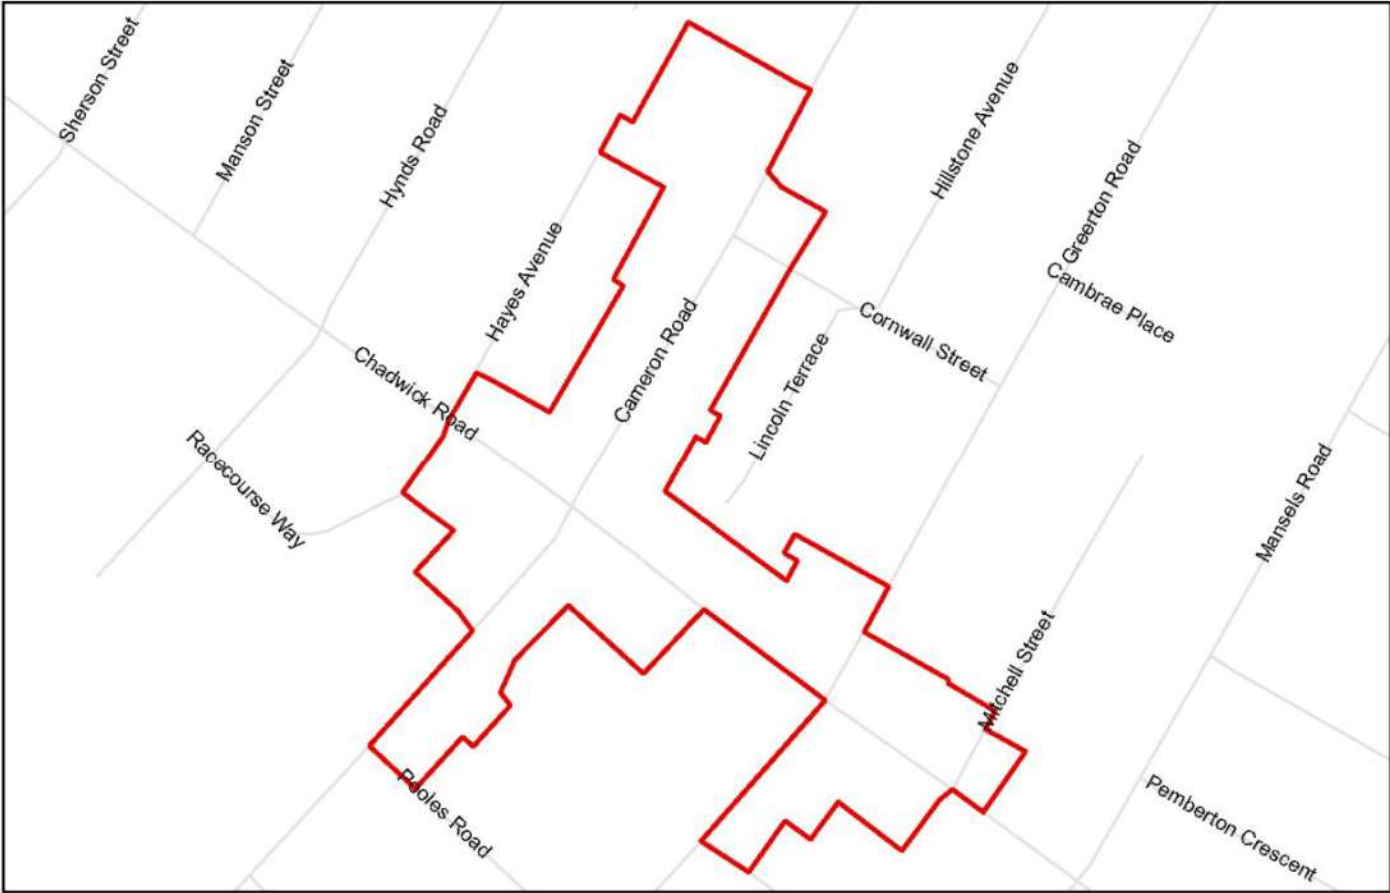 Sherson Street
Manson Street
Hynds Road
Hillstone Avenue
Greerton Road
Hayes Avenue
Cambrae Place
Cornwall Street
Cameron Road
Lincoln Terrace
Chadwick Road
Racecourse Way
Mansels Road
Mitchell Street
Pooles Road
Pemberton Crescent